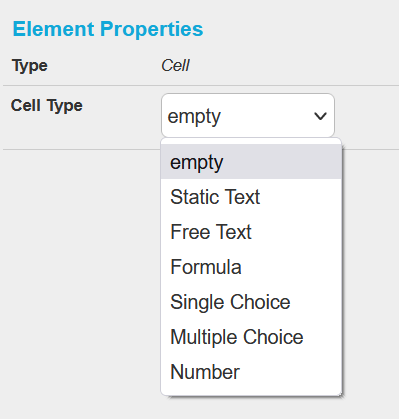 Element Properties
Type Cell
Cell Type empty
empty
Static Text
Free Text
Formula
Single Choice
Multiple Choice
Number